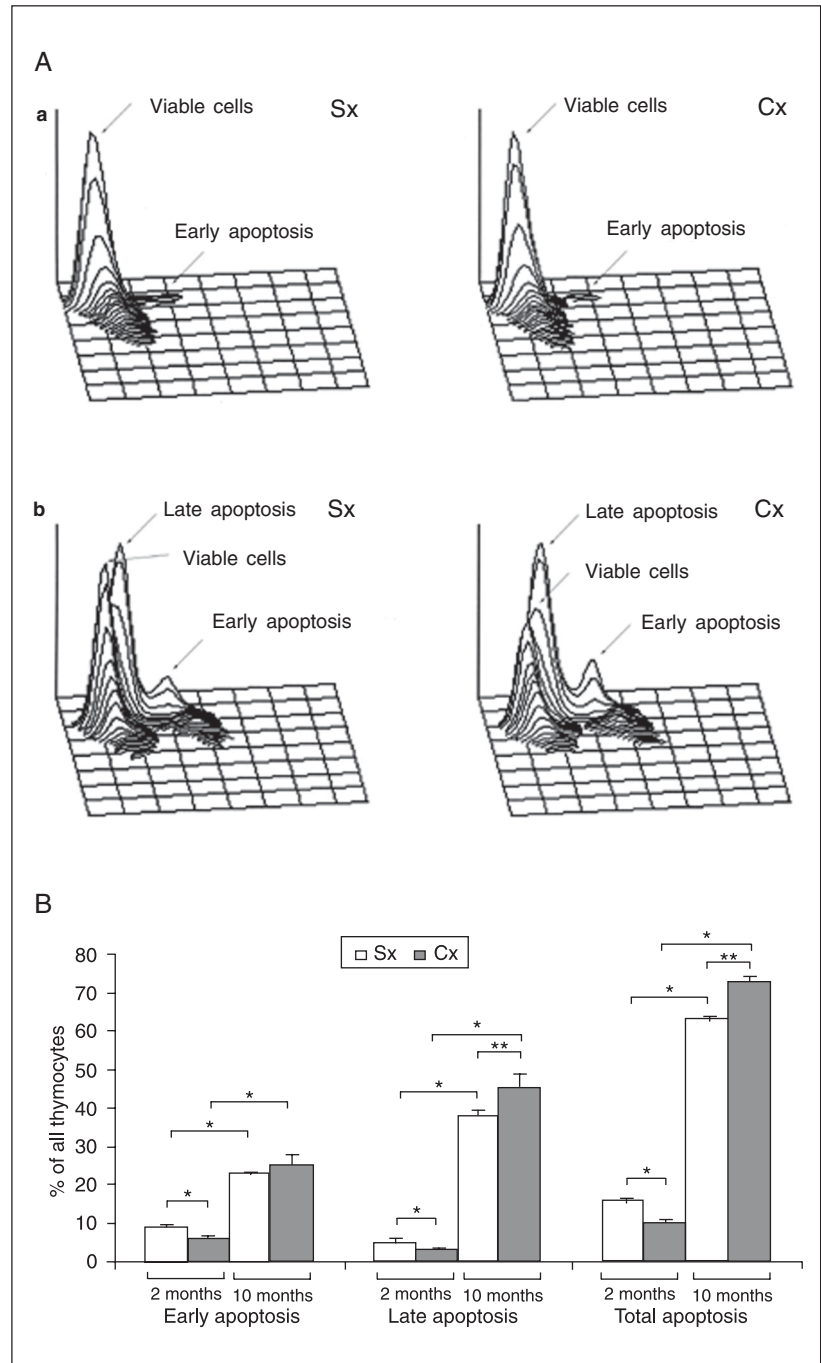 A
a
Viable cells
Sx
Early apoptosis
Viable cells
Cx
Early apoptosis
b
Late apoptosis
Sx
Viable cells
Early apoptosis
Late apoptosis
Cx
Viable cells
Early apoptosis
B
Sx Cx
% of all thymocytes
80
70
60
50
40
30
20
10
0
* * * *
* * * **
* * ** *
2 months 10 months 2 months 10 months 2 months 10 months
Early apoptosis Late apoptosis Total apoptosis